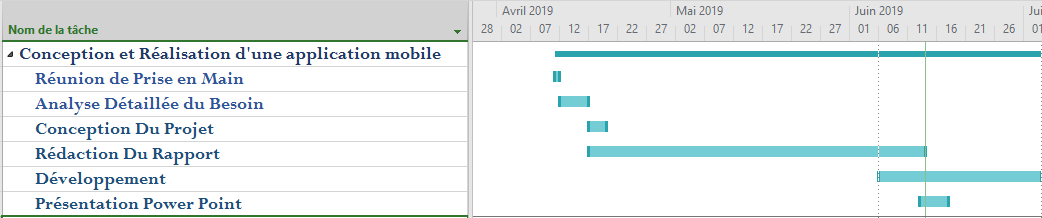 Avril 2019 Mai 2019 Juin 2019 Jui
Nom de la tâche 28 02 07 12 17 22 27 02 07 12 17 22 27 01 06 11 16 21 26 01
Conception et Réalisation d'une application mobile
Réunion de Prise en Main
Analyse Détaillée du Besoin
Conception Du Projet
Rédaction Du Rapport
Développement
Présentation Power Point